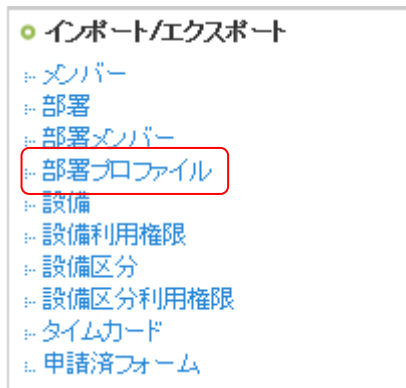 インポート/エクスポート
メンバー
部署
部署メンバー
部署プロファイル
設備
設備利用権限
設備区分
設備区分利用権限
タイムカード
申請済フォーム